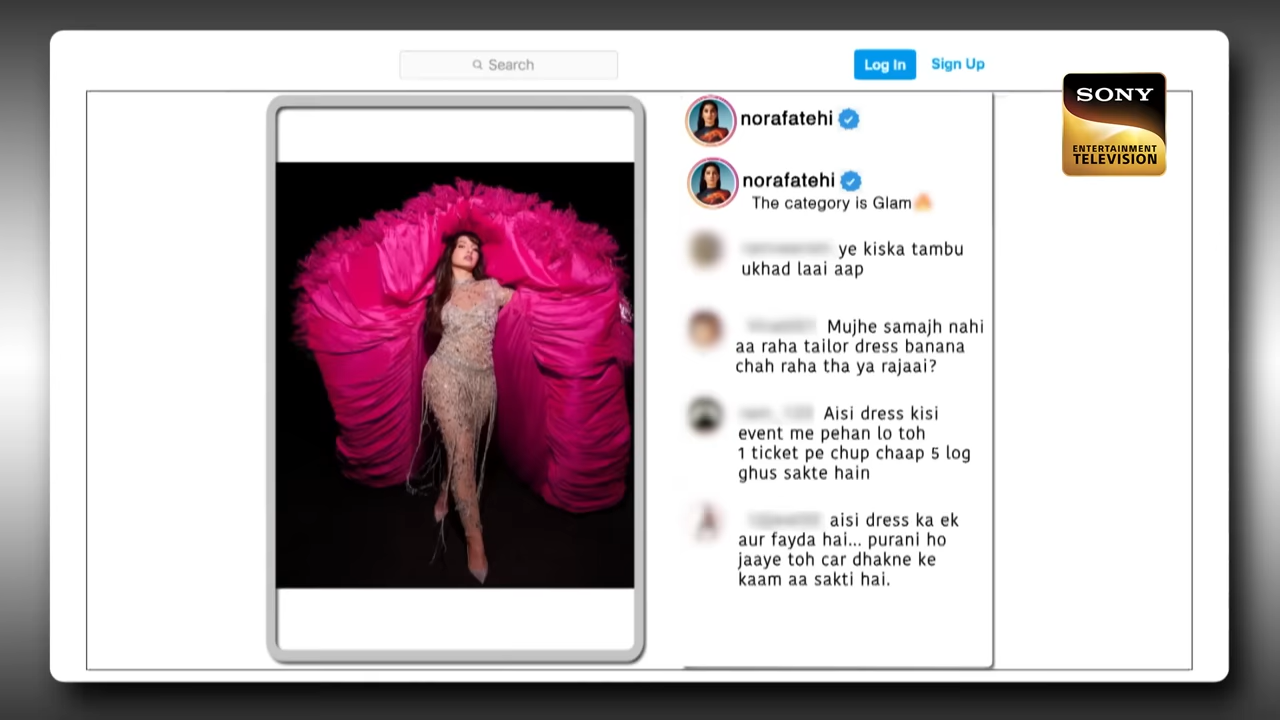 Search
Log In
Sign Up
SONY
ENTERTAINMENT
TELEVISION
norafatehi
norafatehi
The category is Glam🔥
ye kiska tambu
ukhad laai aap
Mujhe samajh nahi
aa raha tailor dress banana
chah raha tha ya rajaai?
Aisi dress kisi
event me pehan lo toh
1 ticket pe chup chaap 5 log
ghus sakte hain
aisi dress ka ek
aur fayda hai... purani ho
jaaye toh car dhakne ke
kaam aa sakti hai.